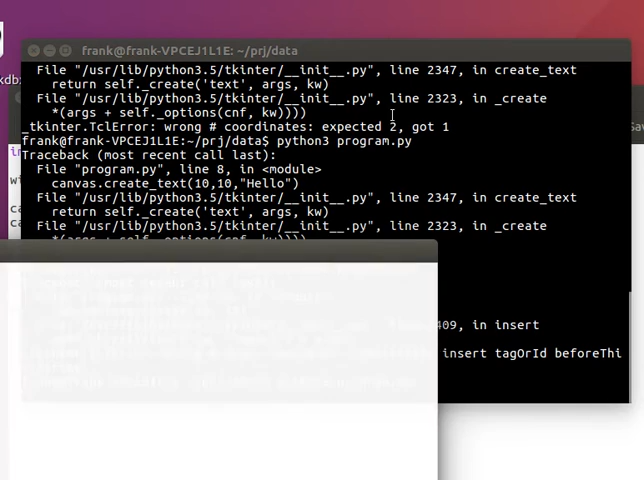 frank@frank-VPCEJ1L1E: ~/prj/data
File "/usr/lib/python3.5/tkinter/__init__.py", line 2347, in create_text
return self._create('text', args, kw)
File "/usr/lib/python3.5/tkinter/__init__.py", line 2323, in _create
*(args + self._options(cnf, kw))))
_tkinter.TclError: wrong # coordinates: expected 2, got 1
frank@frank-VPCEJ1L1E:~/prj/data$ python3 program.py
Traceback (most recent call last):
File "program.py", line 8, in <module>
canvas.create_text(10,10,"Hello")
File "/usr/lib/python3.5/tkinter/__init__.py", line 2347, in create_text
return self._create('text', args, kw)
File "/usr/lib/python3.5/tkinter/__init__.py", line 2323, in _create
*(args + self._options(cnf, kw))))
409, in insert
insert tagOrId beforeThi